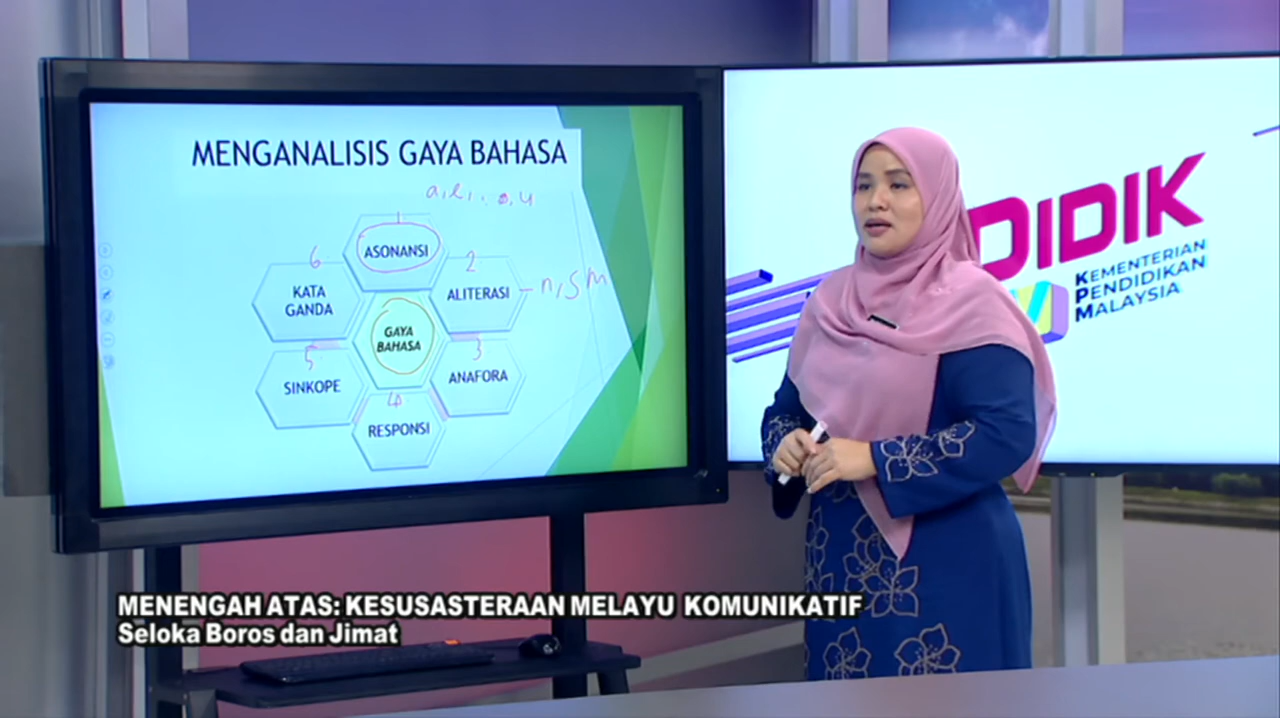 MENGANALISIS GAYA BAHASA
a, e, i, o, u
1
ASONANSI
2
ALITERASI - n, s m
3
ANAFORA
4
RESPONSI
5
SINKOPE
6
KATA
GANDA
GAYA
BAHASA
DIDIK
KEMENTERIAN
PENDIDIKAN
MALAYSIA
KPM
MENENGAH ATAS: KESUSASTERAAN MELAYU KOMUNIKATIF
Seloka Boros dan Jimat